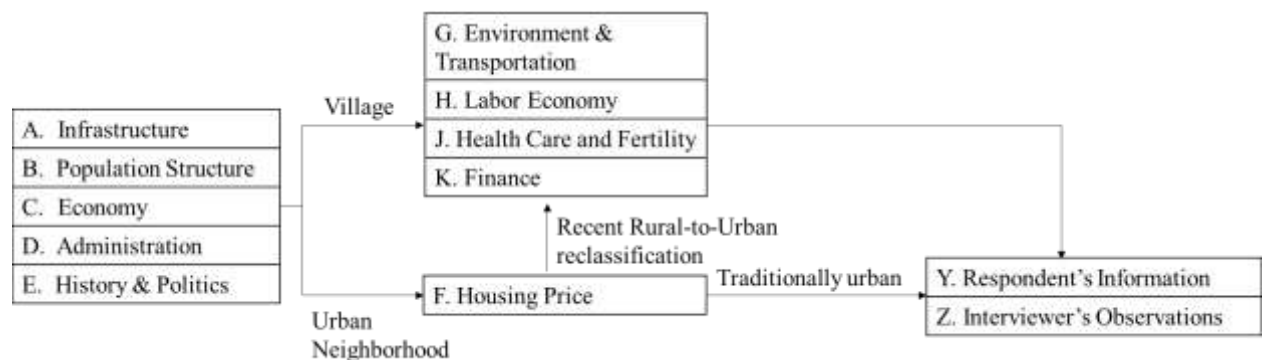 A. Infrastructure
B. Population Structure
C. Economy
D. Administration
E. History & Politics
Village
Urban
Neighborhood
G. Environment &
Transportation
H. Labor Economy
J. Health Care and Fertility
K. Finance
Recent Rural-to-Urban
reclassification
F. Housing Price
Traditionally urban
Y. Respondent's Information
Z. Interviewer's Observations